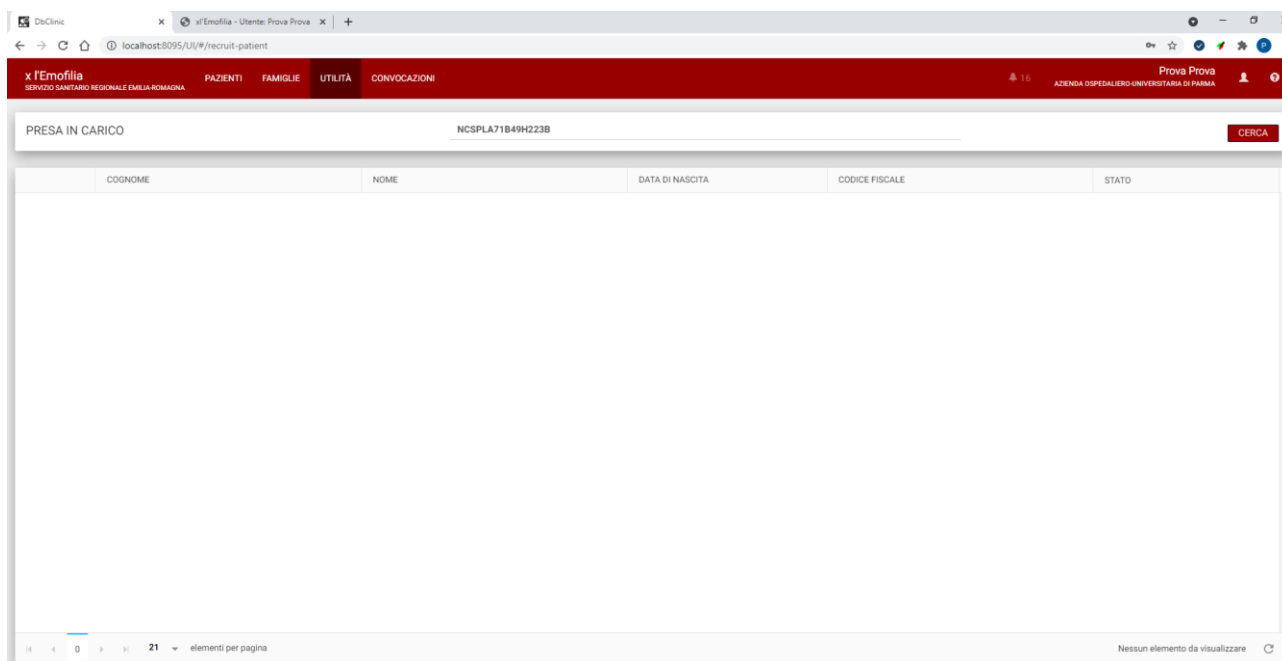 DbClinic
xl'Emofilia - Utente: Prova Prova
localhost:8095/UI/#/recruit-patient
P
x l'Emofilia
SERVIZIO SANITARIO REGIONALE EMILIA-ROMAGNA
PAZIENTI FAMIGLIE UTILITÀ CONVOCAZIONI
16
Prova Prova
AZIENDA OSPEDALIERO-UNIVERSITARIA DI PARMA
PRESA IN CARICO NCSPLA71B49H223B CERCA
COGNOME NOME DATA DI NASCITA CODICE FISCALE STATO
0 21 elementi per pagina Nessun elemento da visualizzare